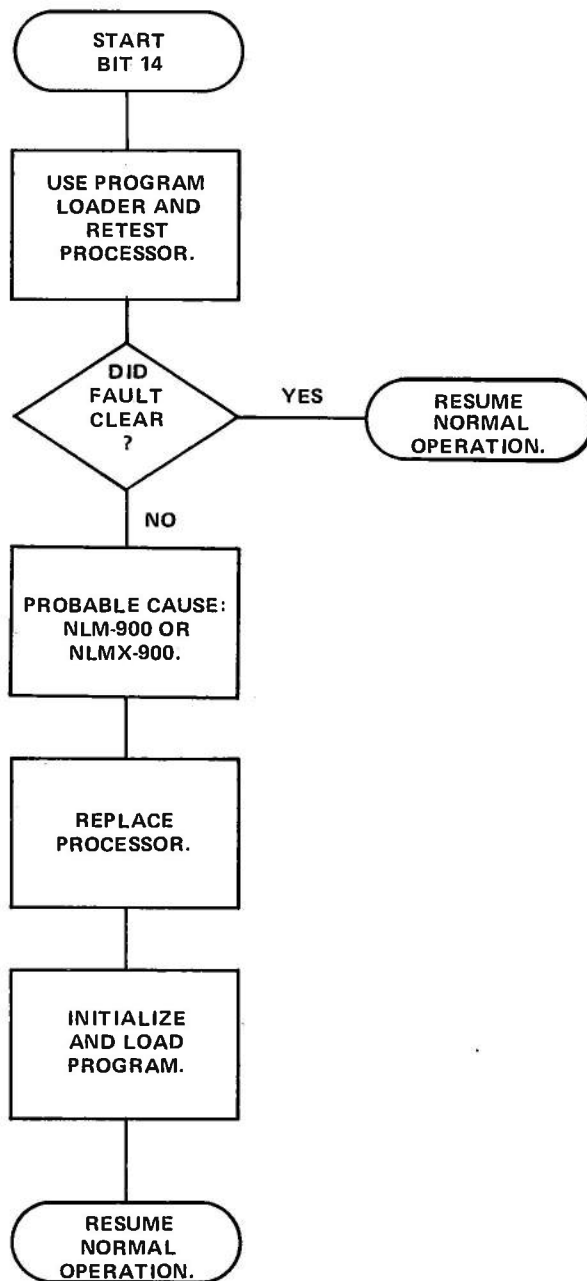 START
BIT 14
USE PROGRAM
LOADER AND
RETEST
PROCESSOR.
DID
FAULT
CLEAR
?
YES
RESUME
NORMAL
OPERATION.
NO
PROBABLE CAUSE:
NLM-900 OR
NLMX-900.
REPLACE
PROCESSOR.
INITIALIZE
AND LOAD
PROGRAM.
RESUME
NORMAL
OPERATION.